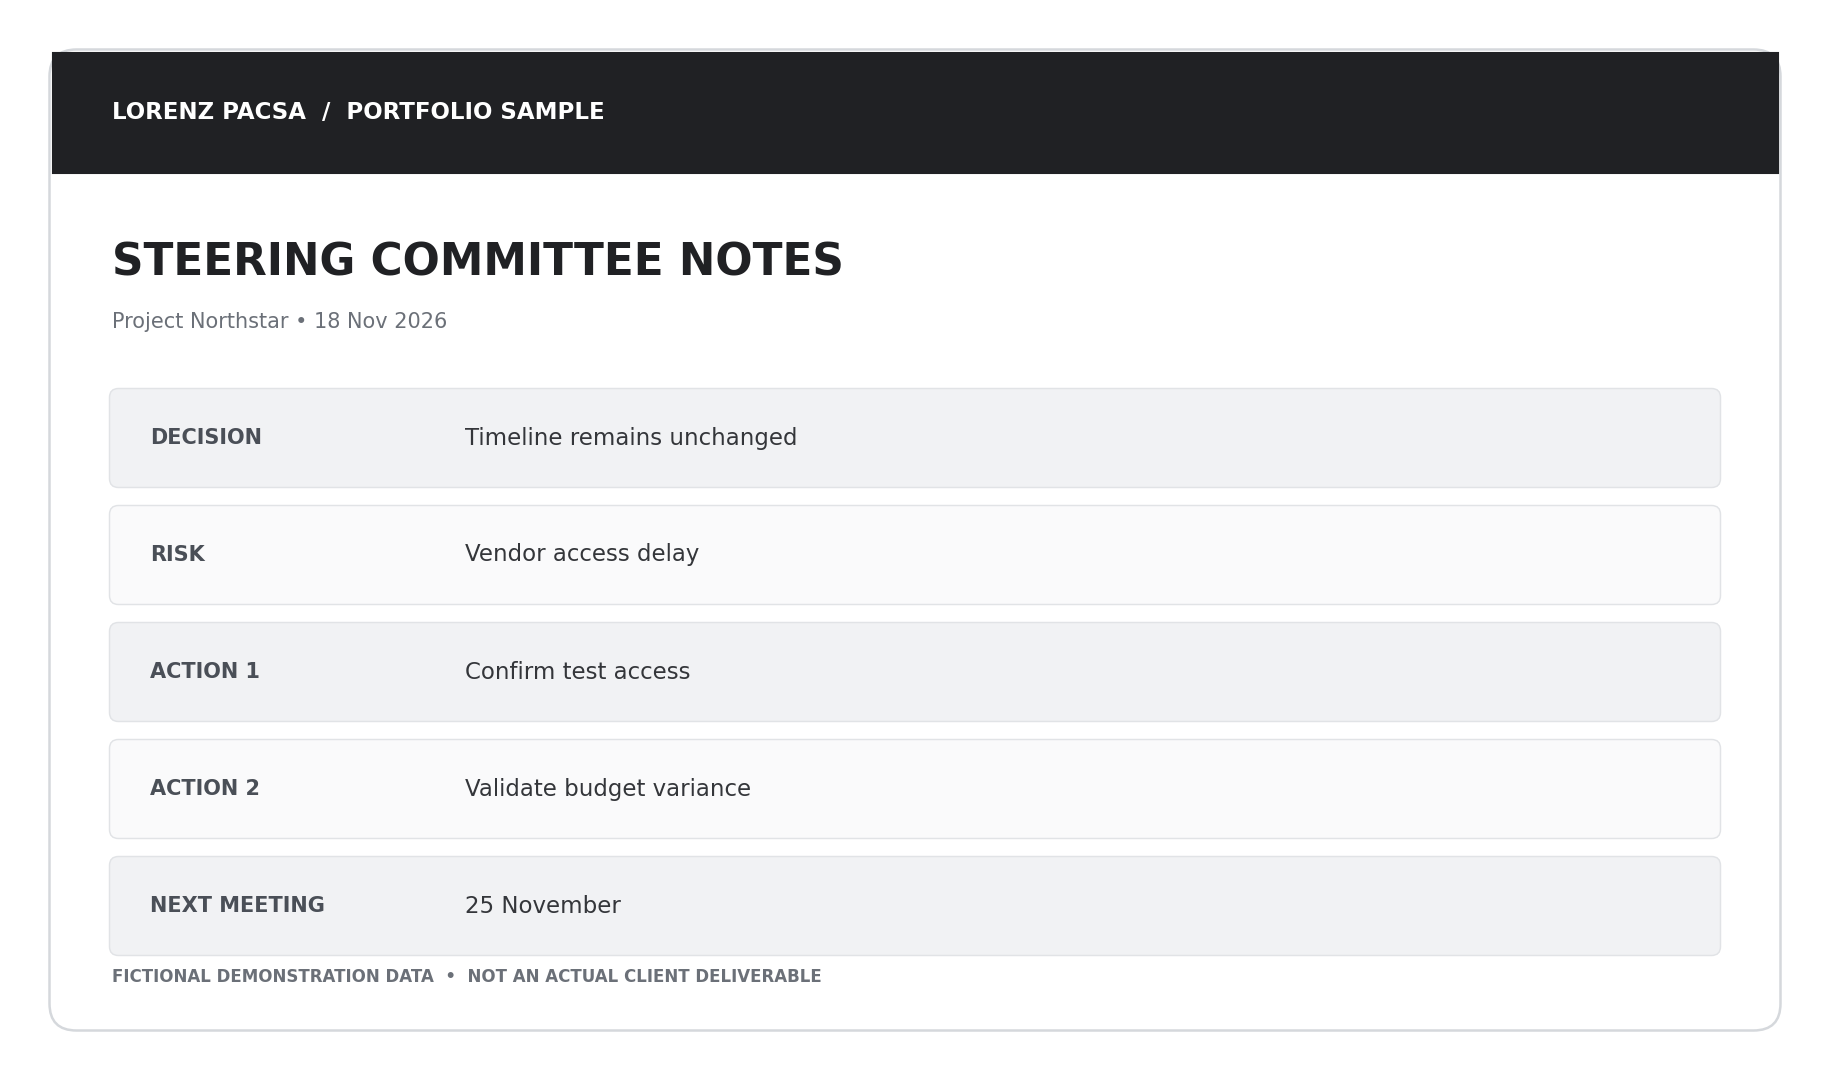 LORENZ PACSA / PORTFOLIO SAMPLE
STEERING COMMITTEE NOTES
Project Northstar • 18 Nov 2026
DECISION Timeline remains unchanged
RISK Vendor access delay
ACTION 1 Confirm test access
ACTION 2 Validate budget variance
NEXT MEETING 25 November
FICTIONAL DEMONSTRATION DATA • NOT AN ACTUAL CLIENT DELIVERABLE